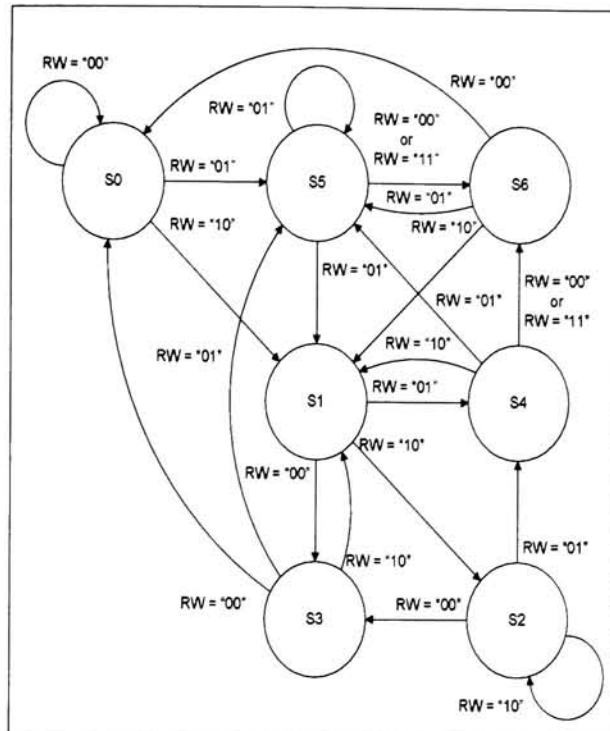 RW = "00"
RW = "00"
RW = "01"
RW = "00"
or
RW = "11"
RW = "01"
S0
S5
S6
RW = "01"
RW = "10"
RW = "10"
RW = "01"
RW = "01"
RW = "00"
or
RW = "11"
RW = "01"
RW = "10"
S1
RW = "01"
S4
RW = "10"
RW = "00"
RW = "10"
RW = "01"
RW = "00"
S3
RW = "00"
S2
RW = "10"